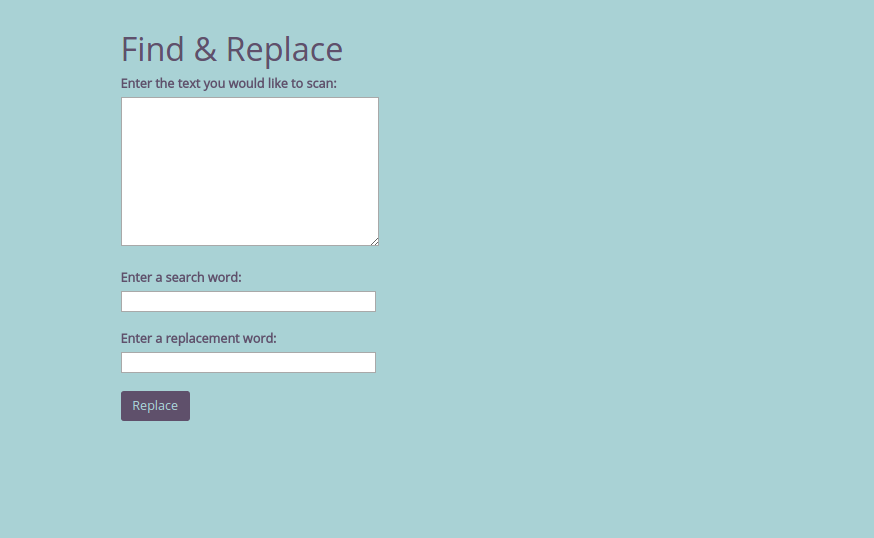 Find & Replace
Enter the text you would like to scan:
Enter a search word:
Enter a replacement word:
Replace